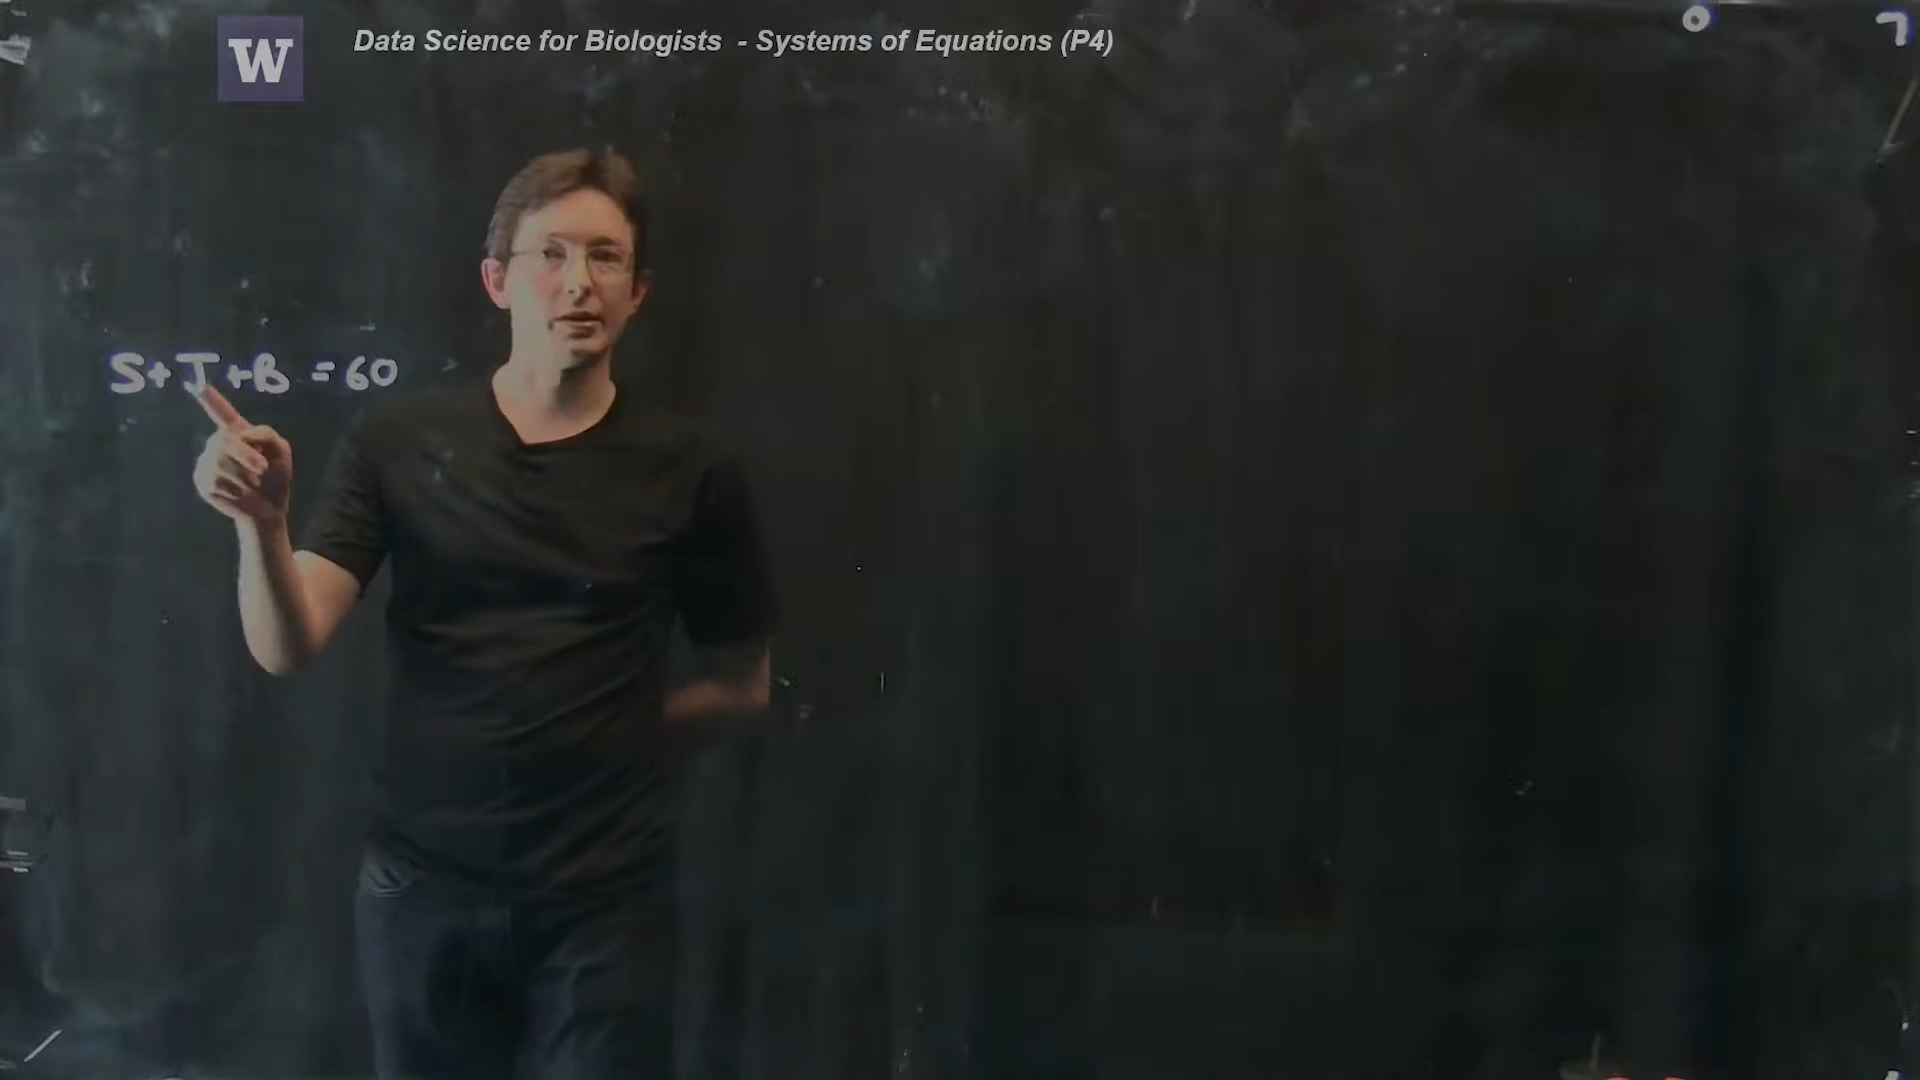 W
Data Science for Biologists - Systems of Equations (P4)
S+J+B = 60